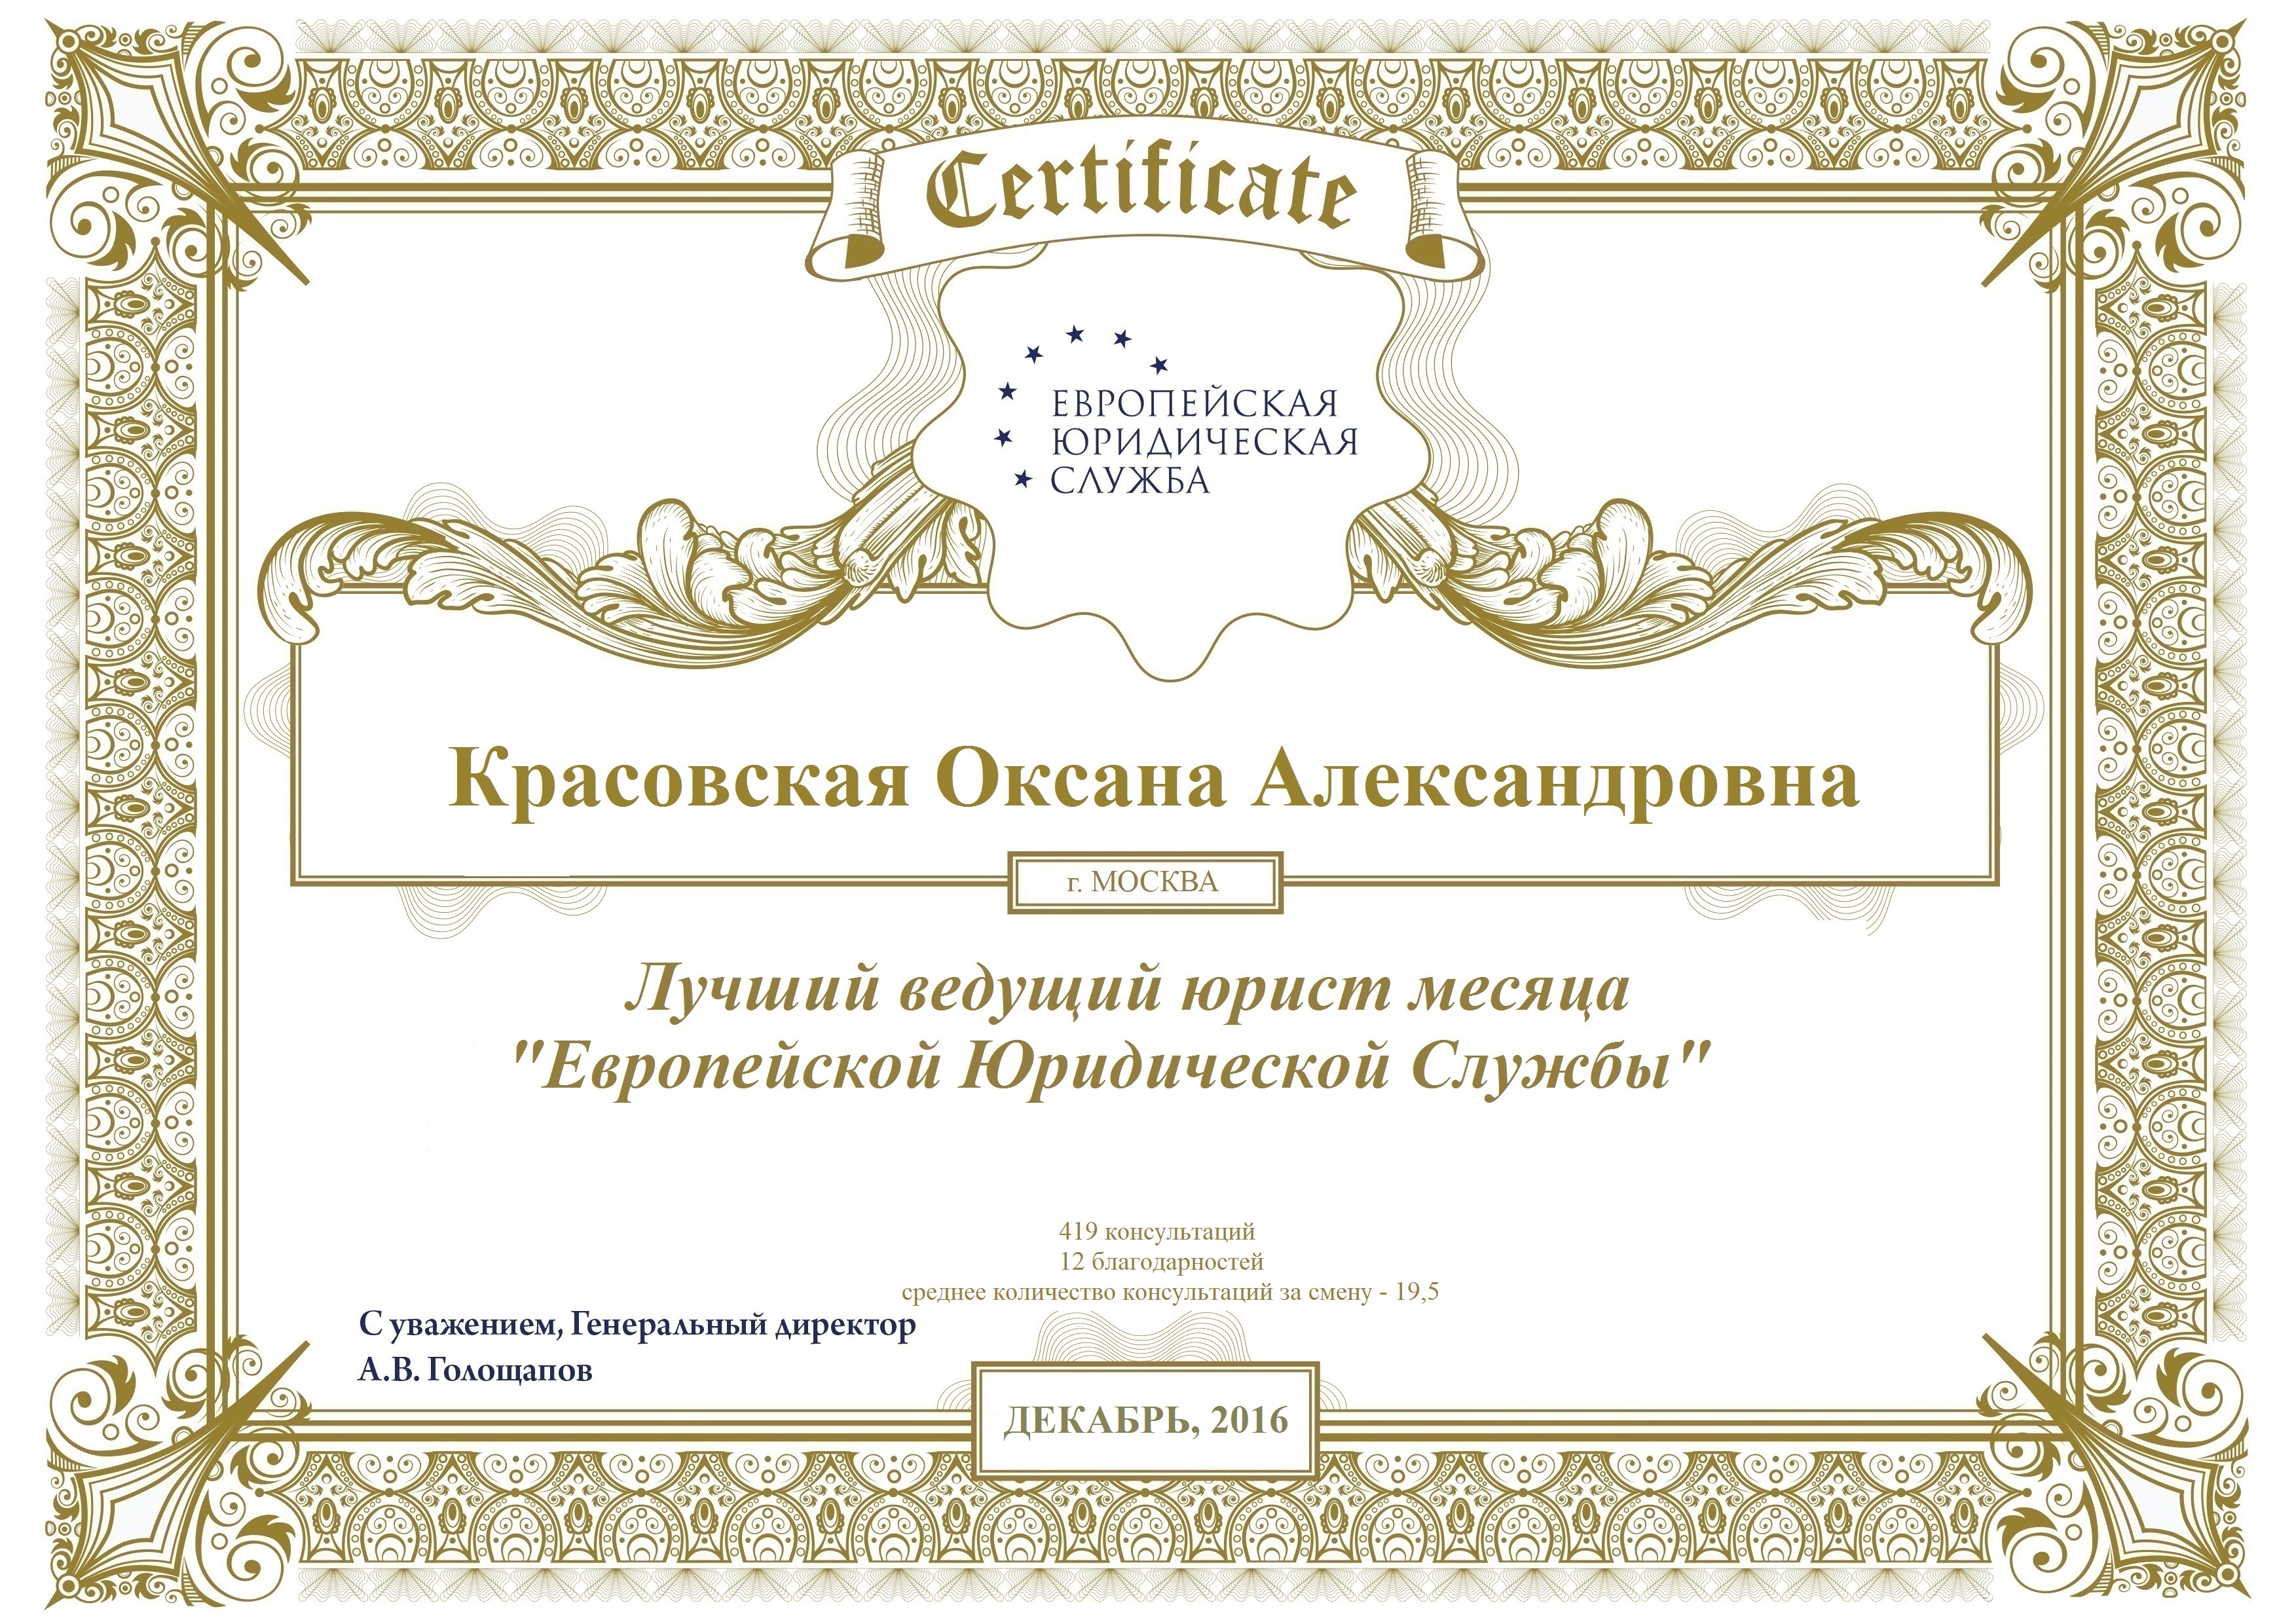 Certificate
ЕВРОПЕЙСКАЯ
ЮРИДИЧЕСКАЯ
СЛУЖБА
Красовская Оксана Александровна
г. МОСКВА
Лучший ведущий юрист месяца
"Европейской Юридической Службы"
419 консультаций
12 благодарностей
среднее количество консультаций за смену - 19,5
С уважением, Генеральный директор
А.В. Голощапов
ДЕКАБРЬ, 2016